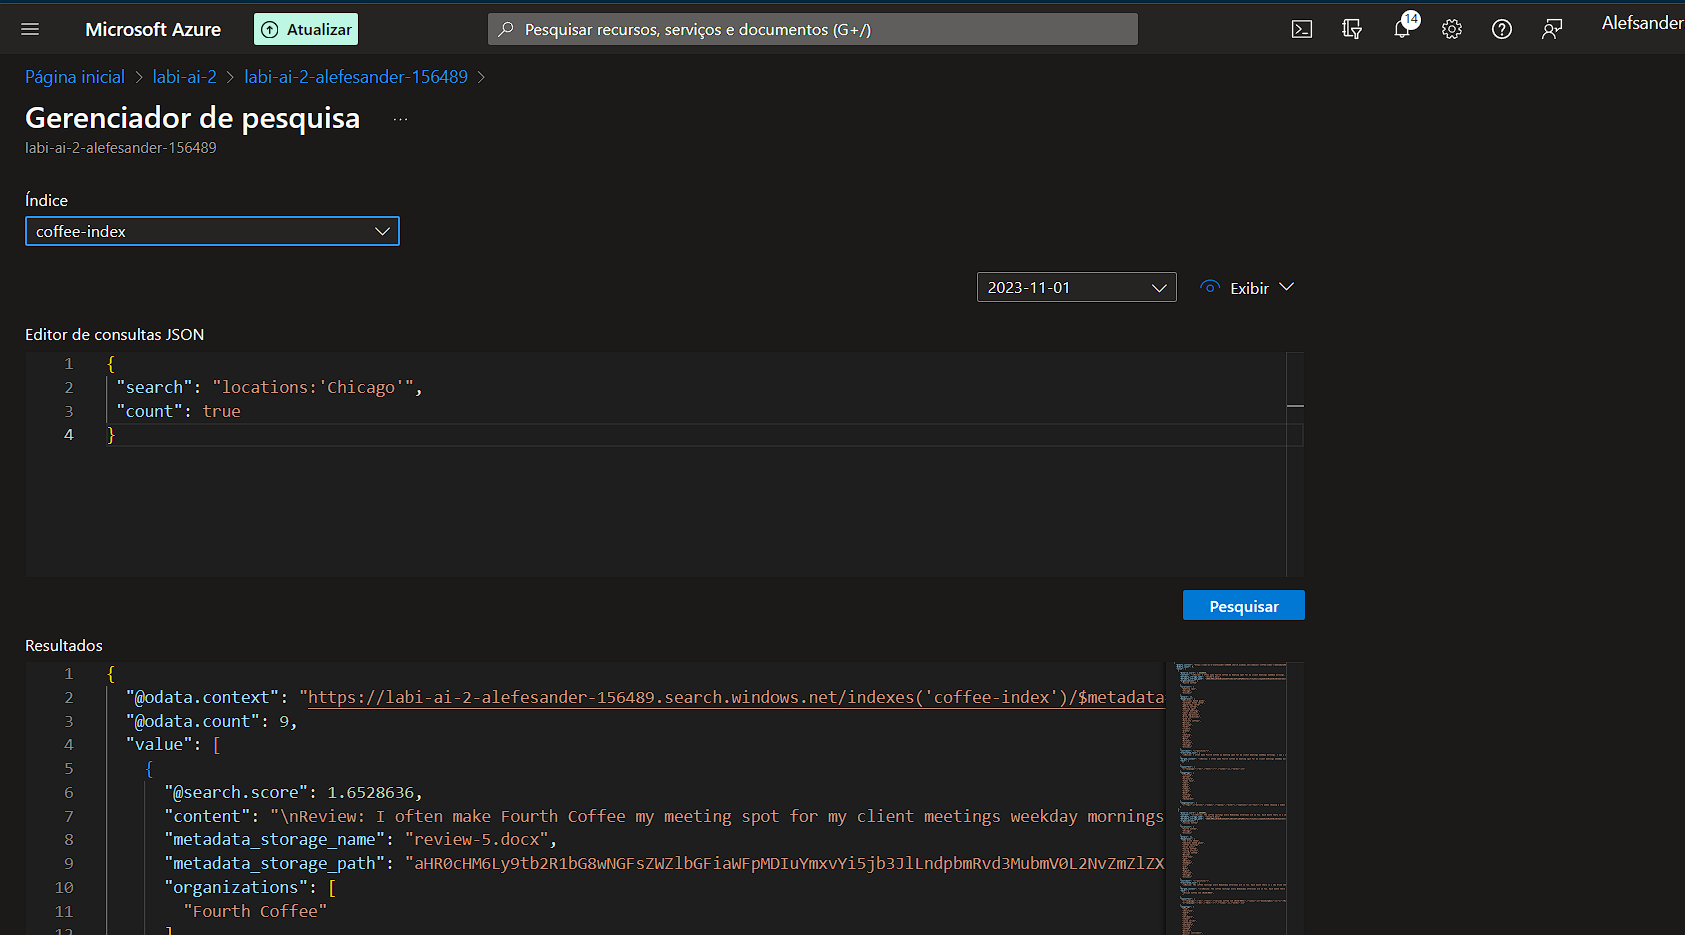 Microsoft Azure
Atualizar
Pesquisar recursos, serviços e documentos (G+/)
14
Alefsander
Página inicial > labi-ai-2 > labi-ai-2-alefesander-156489 >
Gerenciador de pesquisa ...
labi-ai-2-alefesander-156489
Índice
coffee-index
2023-11-01
Exibir
Editor de consultas JSON
1 {
2 "search": "locations:'Chicago'",
3 "count": true
4 }
Pesquisar
Resultados
1 {
2 "@odata.context": "https://labi-ai-2-alefesander-156489.search.windows.net/indexes('coffee-index')/$metadata
3 "@odata.count": 9,
4 "value": [
5 {
6 "@search.score": 1.6528636,
7 "content": "\nReview: I often make Fourth Coffee my meeting spot for my client meetings weekday mornings
8 "metadata_storage_name": "review-5.docx",
9 "metadata_storage_path":
10 "organizations": [
11 "Fourth Coffee"
12 ]